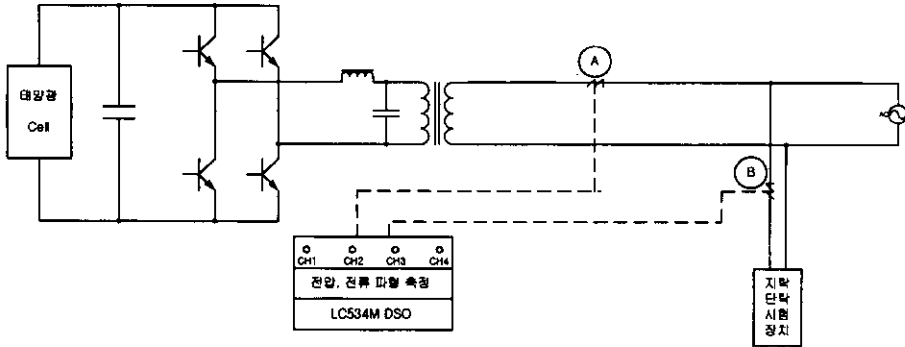 A
태양광
Cell
AC
B
CH1 CH2 CH3 CH4
전압, 전류 파형 측정
LC534M DSO
지락
단락
시험
장치